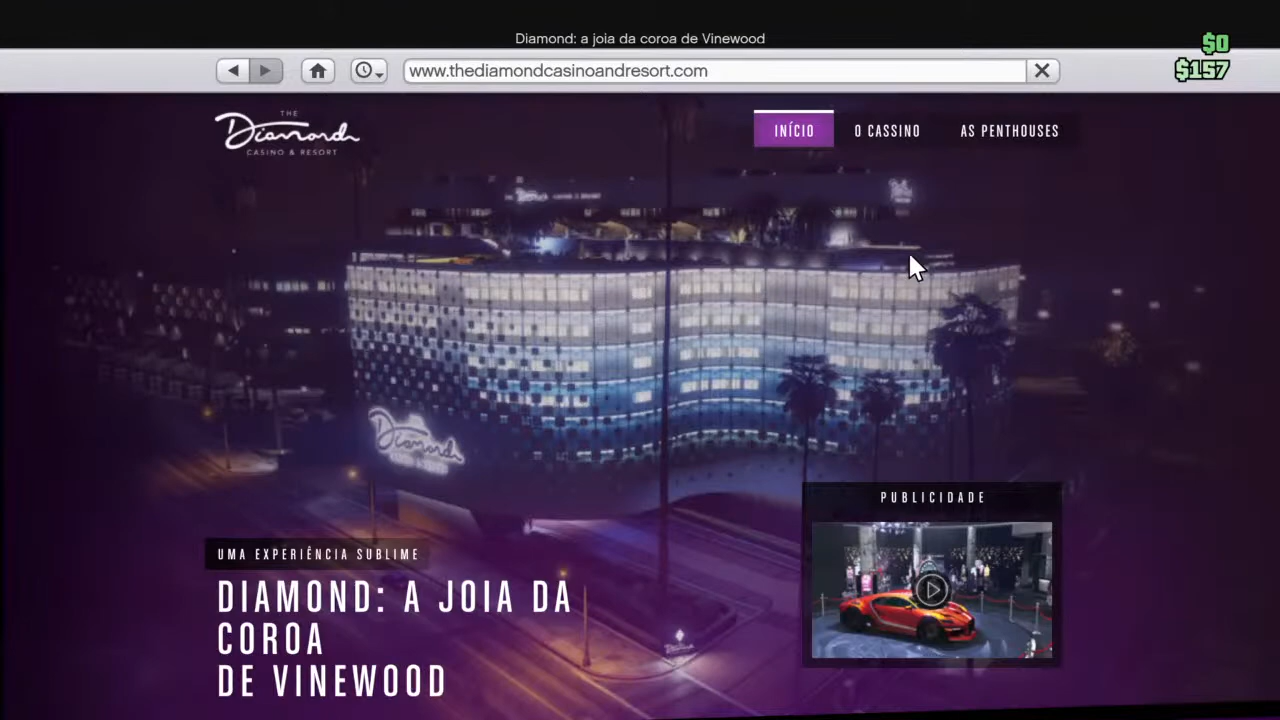 Diamond: a joia da coroa de Vinewood
$0
www.thediamondcasinoandresort.com
$157
THE
Diamond
CASINO & RESORT
INÍCIO
O CASSINO
AS PENTHOUSES
Diamond
PUBLICIDADE
UMA EXPERIÊNCIA SUBLIME
DIAMOND: A JOIA DA
COROA
DE VINEWOOD